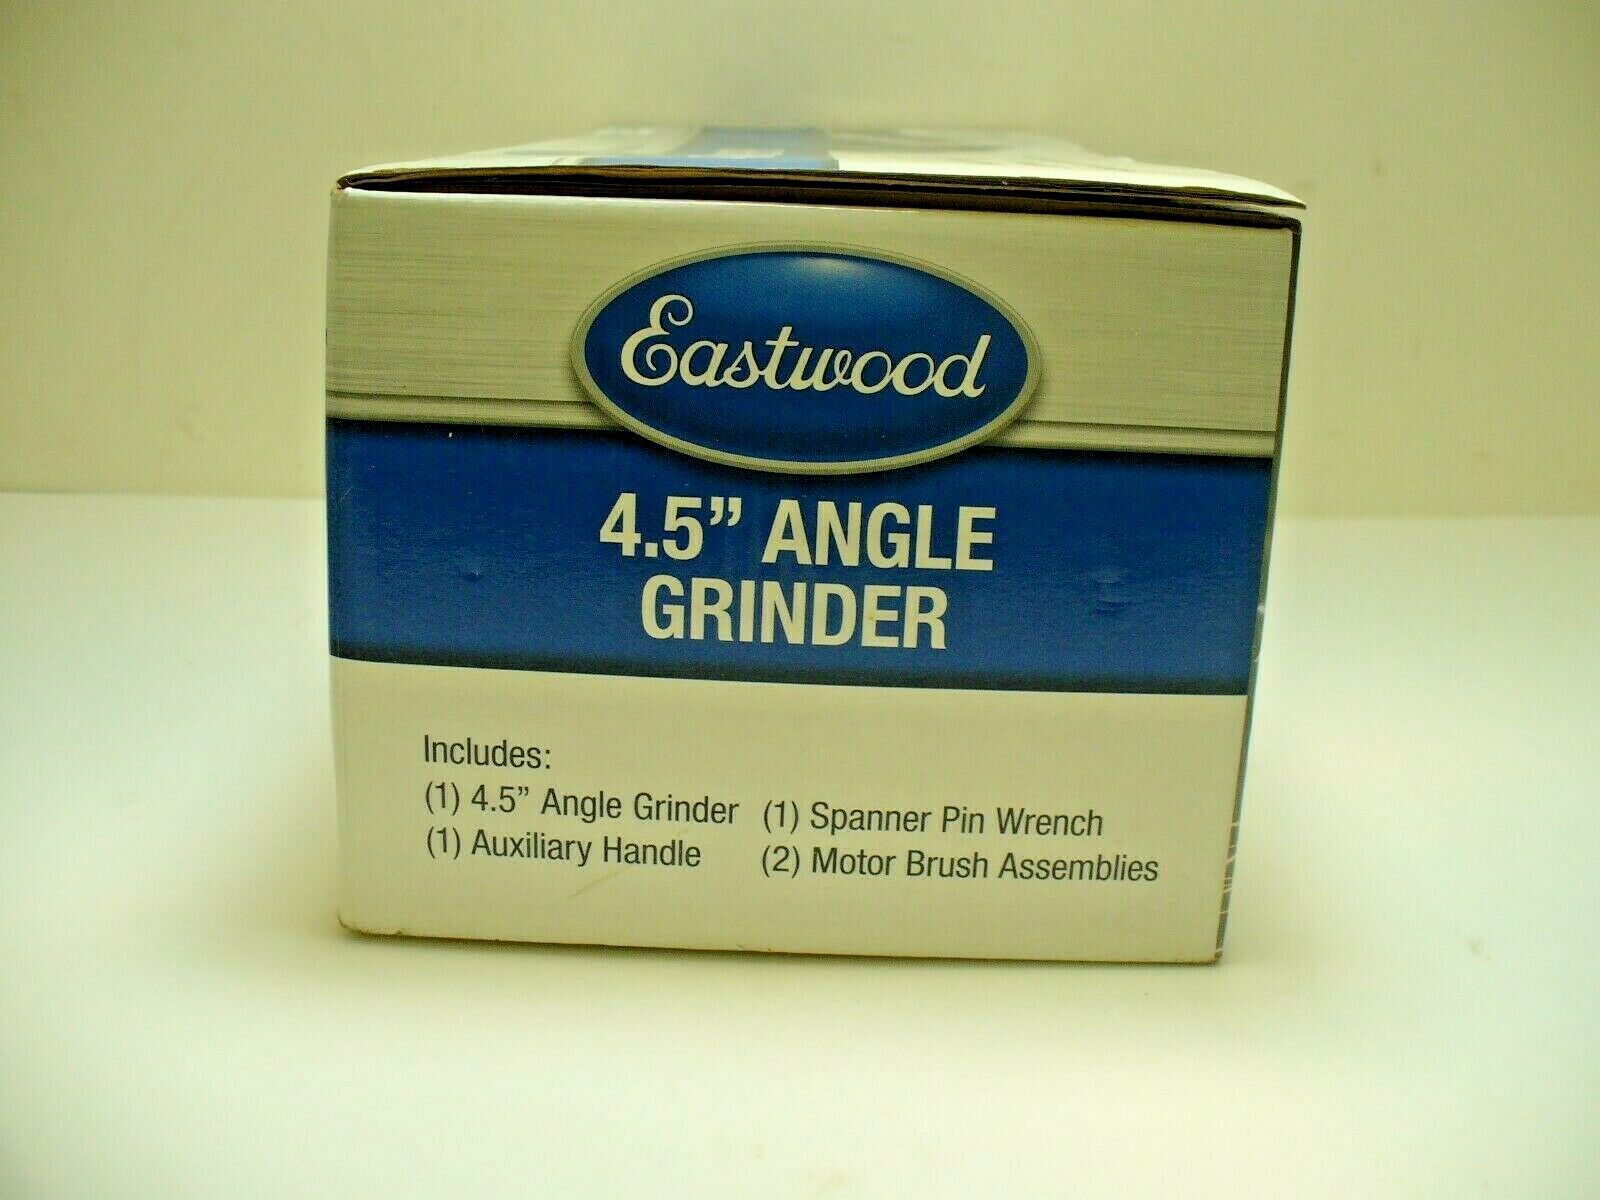 Eastwood
4.5” ANGLE
GRINDER
Includes:
(1) 4.5” Angle Grinder
(1) Auxiliary Handle
(1) Spanner Pin Wrench
(2) Motor Brush Assemblies